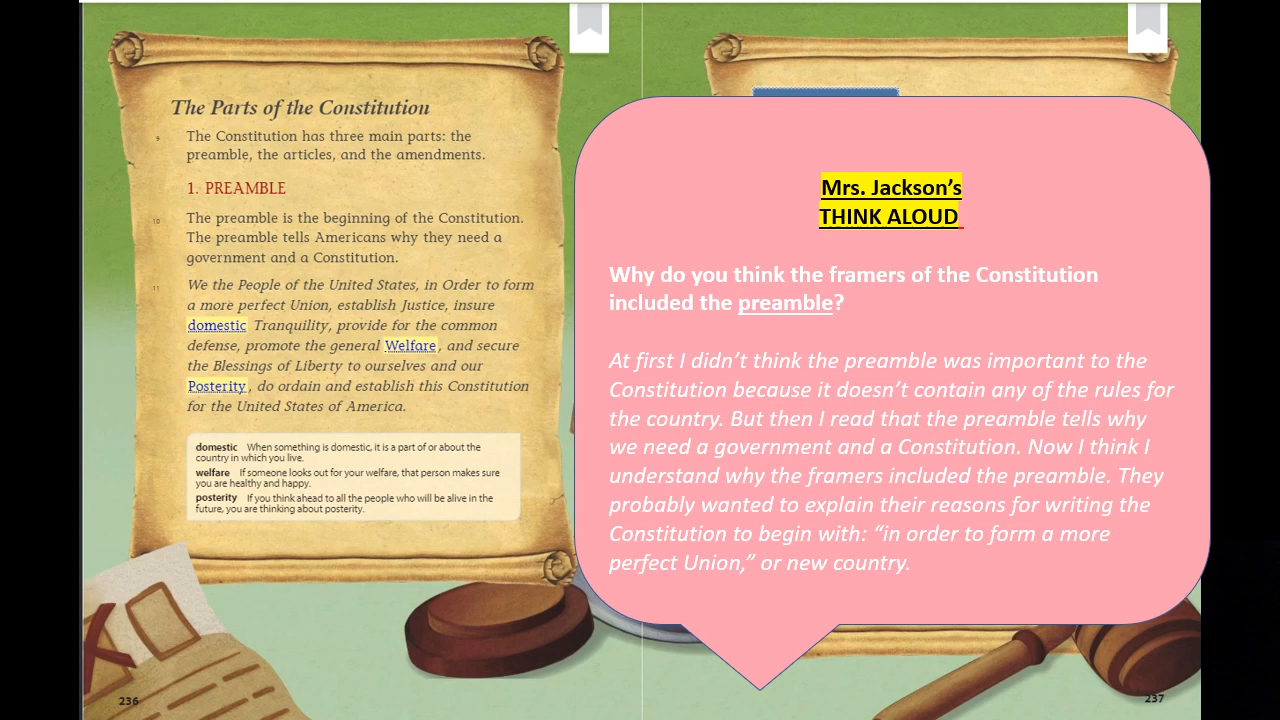 The Parts of the Constitution
9 The Constitution has three main parts: the
preamble, the articles, and the amendments.
1. PREAMBLE
10 The preamble is the beginning of the Constitution.
The preamble tells Americans why they need a
government and a Constitution.
11 We the People of the United States, in Order to form
a more perfect Union, establish Justice, insure
domestic Tranquility, provide for the common
defense, promote the general Welfare, and secure
the Blessings of Liberty to ourselves and our
Posterity, do ordain and establish this Constitution
for the United States of America.
domestic When something is domestic, it is a part of or about the
country in which you live.
welfare If someone looks out for your welfare, that person makes sure
you are healthy and happy.
posterity If you think ahead to all the people who will be alive in the
future, you are thinking about posterity.
236
Mrs. Jackson’s
THINK ALOUD
Why do you think the framers of the Constitution
included the preamble?
At first I didn’t think the preamble was important to the
Constitution because it doesn’t contain any of the rules for
the country. But then I read that the preamble tells why
we need a government and a Constitution. Now I think I
understand why the framers included the preamble. They
probably wanted to explain their reasons for writing the
Constitution to begin with: “in order to form a more
perfect Union,” or new country.
237